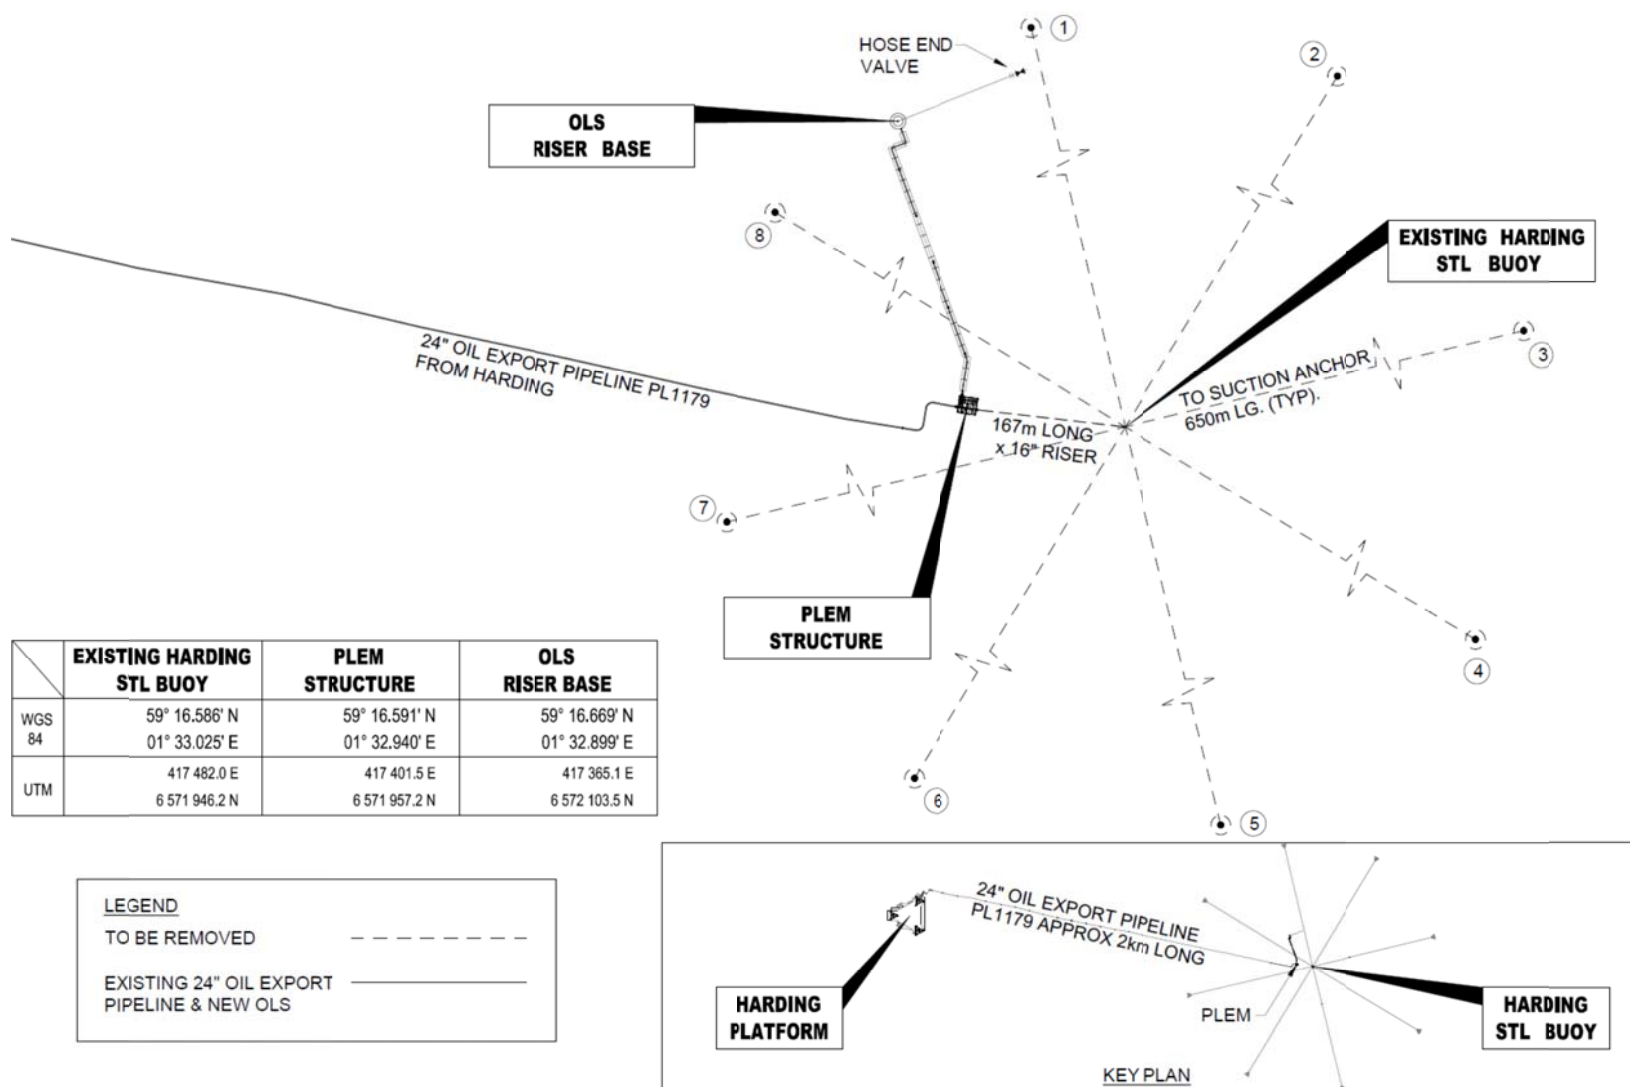 1
HOSE END
VALVE
2
OLS
RISER BASE
8
EXISTING HARDING
STL BUOY
3
24" OIL EXPORT PIPELINE PL1179
FROM HARDING
TO SUCTION ANCHOR
650m LG. (TYP).
167m LONG
x 16" RISER
7
PLEM
STRUCTURE
4
6
5
EXISTING HARDING
STL BUOY
PLEM
STRUCTURE
OLS
RISER BASE
WGS
84
59° 16.586' N
01° 33.025' E
59° 16.591' N
01° 32.940' E
59° 16.669' N
01° 32.899' E
UTM
417 482.0 E
6 571 946.2 N
417 401.5 E
6 571 957.2 N
417 365.1 E
6 572 103.5 N
LEGEND
TO BE REMOVED
EXISTING 24" OIL EXPORT
PIPELINE & NEW OLS
24" OIL EXPORT PIPELINE
PL1179 APPROX 2km LONG
HARDING
PLATFORM
PLEM
HARDING
STL BUOY
KEY PLAN